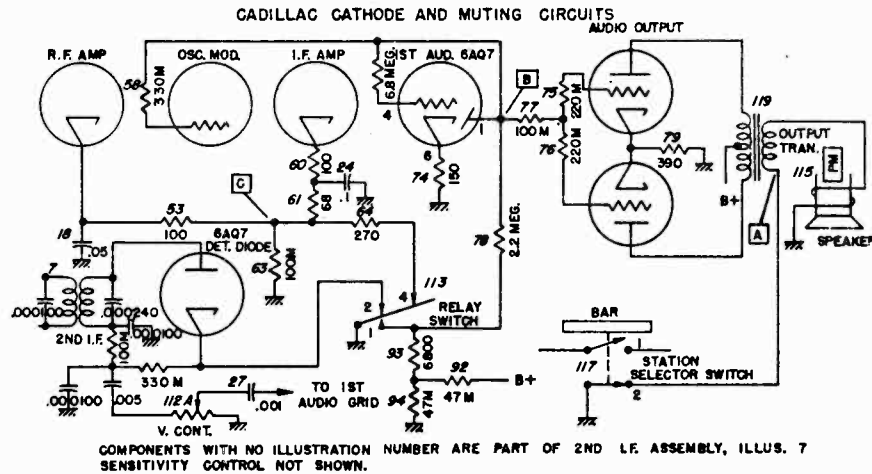 CADILLAC CATHODE AND MUTING CIRCUITS
AUDIO OUTPUT
R.F. AMP
OSC. MOD.
I.F. AMP
1ST AUD. 6AQ7
58
330M
6.8 MEG.
4
1
6
B
77
100M
75
220M
76
220M
79
390
119
OUTPUT
TRAN.
PM
115
B+
A
SPEAKER
60
100
24
.1
74
150
61
68
C
53
100
64
270
78
2.2 MEG.
18
.05
6AQ7
DET. DIODE
63
100M
7
.000100
.000240
.000100
2ND I.F.
100M
113
2
4
1
RELAY
SWITCH
BAR
1
117
STATION
SELECTOR SWITCH
2
93
6800
92
47M
B+
94
47M
330M
.000100
.005
27
.001
TO 1ST
AUDIO GRID
112A
V. CONT.
COMPONENTS WITH NO ILLUSTRATION NUMBER ARE PART OF 2ND I.F. ASSEMBLY, ILLUS. 7
SENSITIVITY CONTROL NOT SHOWN.